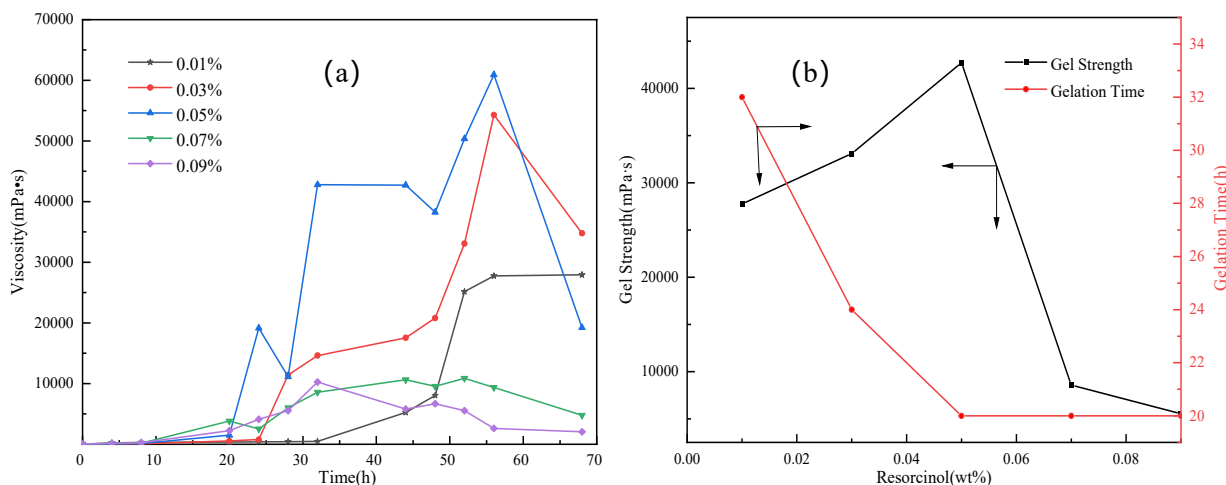 (a)
0.01%
0.03%
0.05%
0.07%
0.09%
Viscosity(mPa•s)
70000
60000
50000
40000
30000
20000
10000
0
0 10 20 30 40 50 60 70
Time(h)
(b)
Gel Strength
Gelation Time
Gel Strength(mPa·s)
40000
30000
20000
10000
0.00 0.02 0.04 0.06 0.08
Resorcinol(wt%)
34
32
30
28
26
24
22
20
Gelation Time(h)